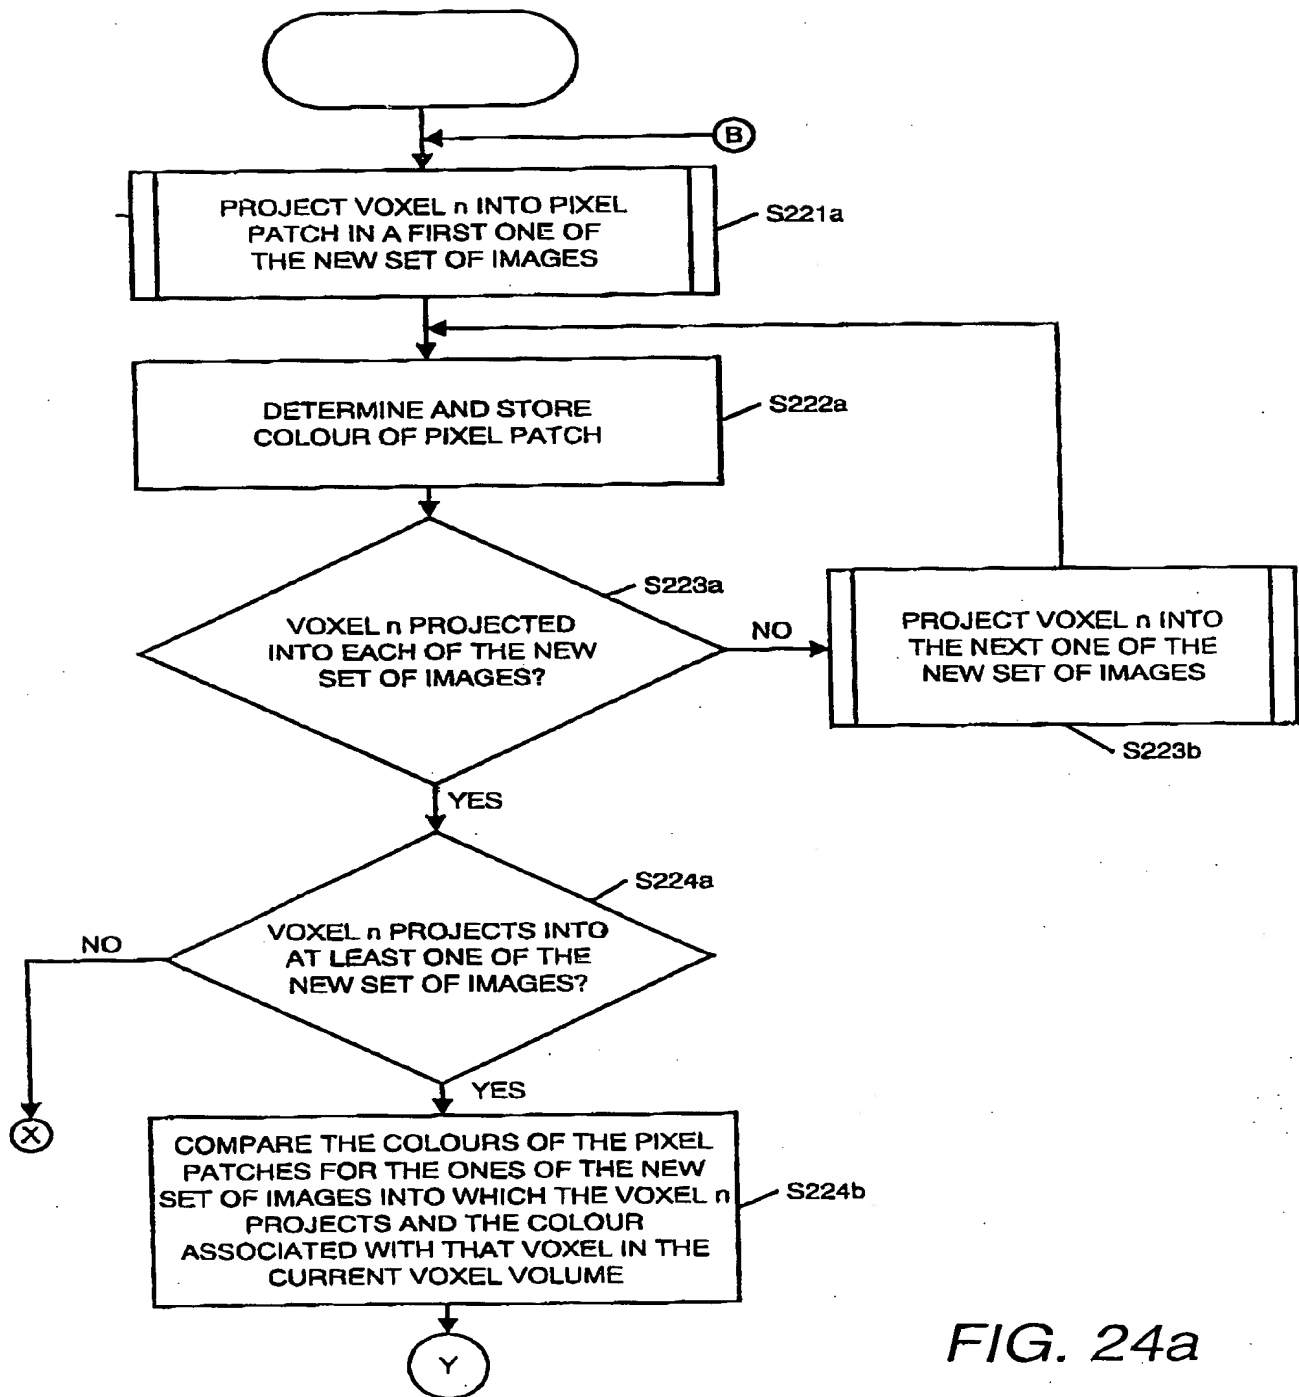 B
PROJECT VOXEL n INTO PIXEL
PATCH IN A FIRST ONE OF
THE NEW SET OF IMAGES
S221a
DETERMINE AND STORE
COLOUR OF PIXEL PATCH
S222a
S223a
VOXEL n PROJECTED
INTO EACH OF THE NEW
SET OF IMAGES?
NO
PROJECT VOXEL n INTO
THE NEXT ONE OF THE
NEW SET OF IMAGES
S223b
YES
S224a
VOXEL n PROJECTS INTO
AT LEAST ONE OF THE
NEW SET OF IMAGES?
NO
X
YES
COMPARE THE COLOURS OF THE PIXEL
PATCHES FOR THE ONES OF THE NEW
SET OF IMAGES INTO WHICH THE VOXEL n
PROJECTS AND THE COLOUR
ASSOCIATED WITH THAT VOXEL IN THE
CURRENT VOXEL VOLUME
S224b
Y
FIG. 24a